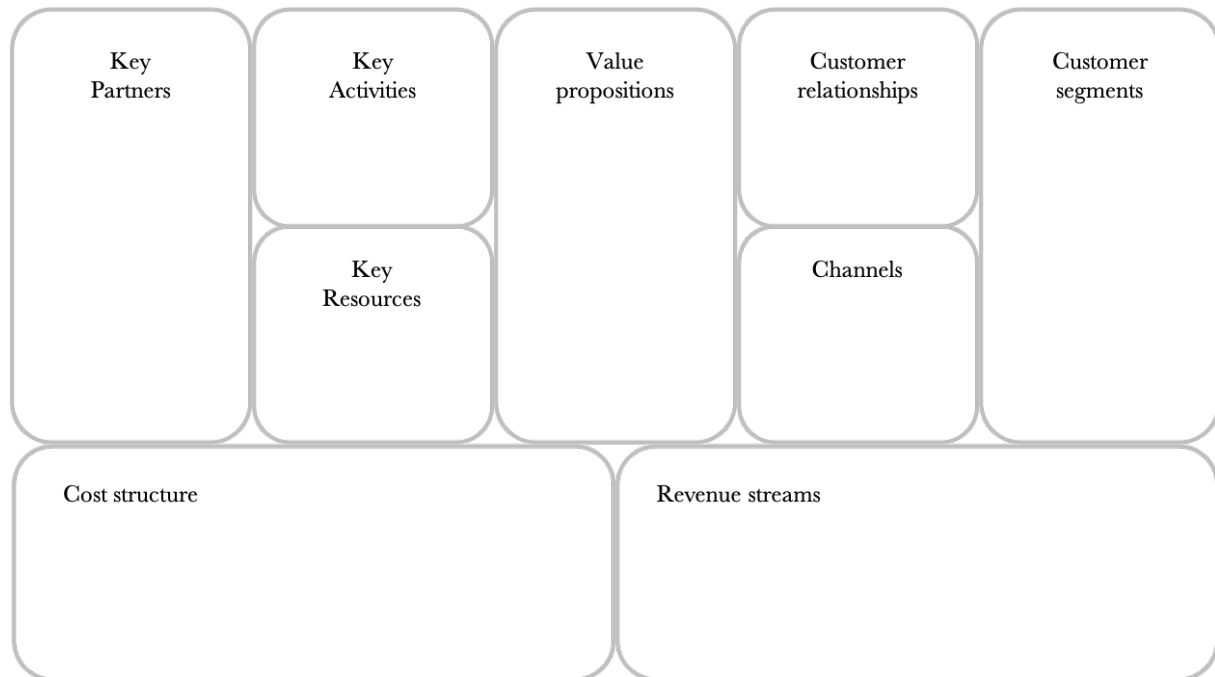 Key
Partners
Key
Activities
Key
Resources
Value
propositions
Customer
relationships
Channels
Customer
segments
Cost structure
Revenue streams